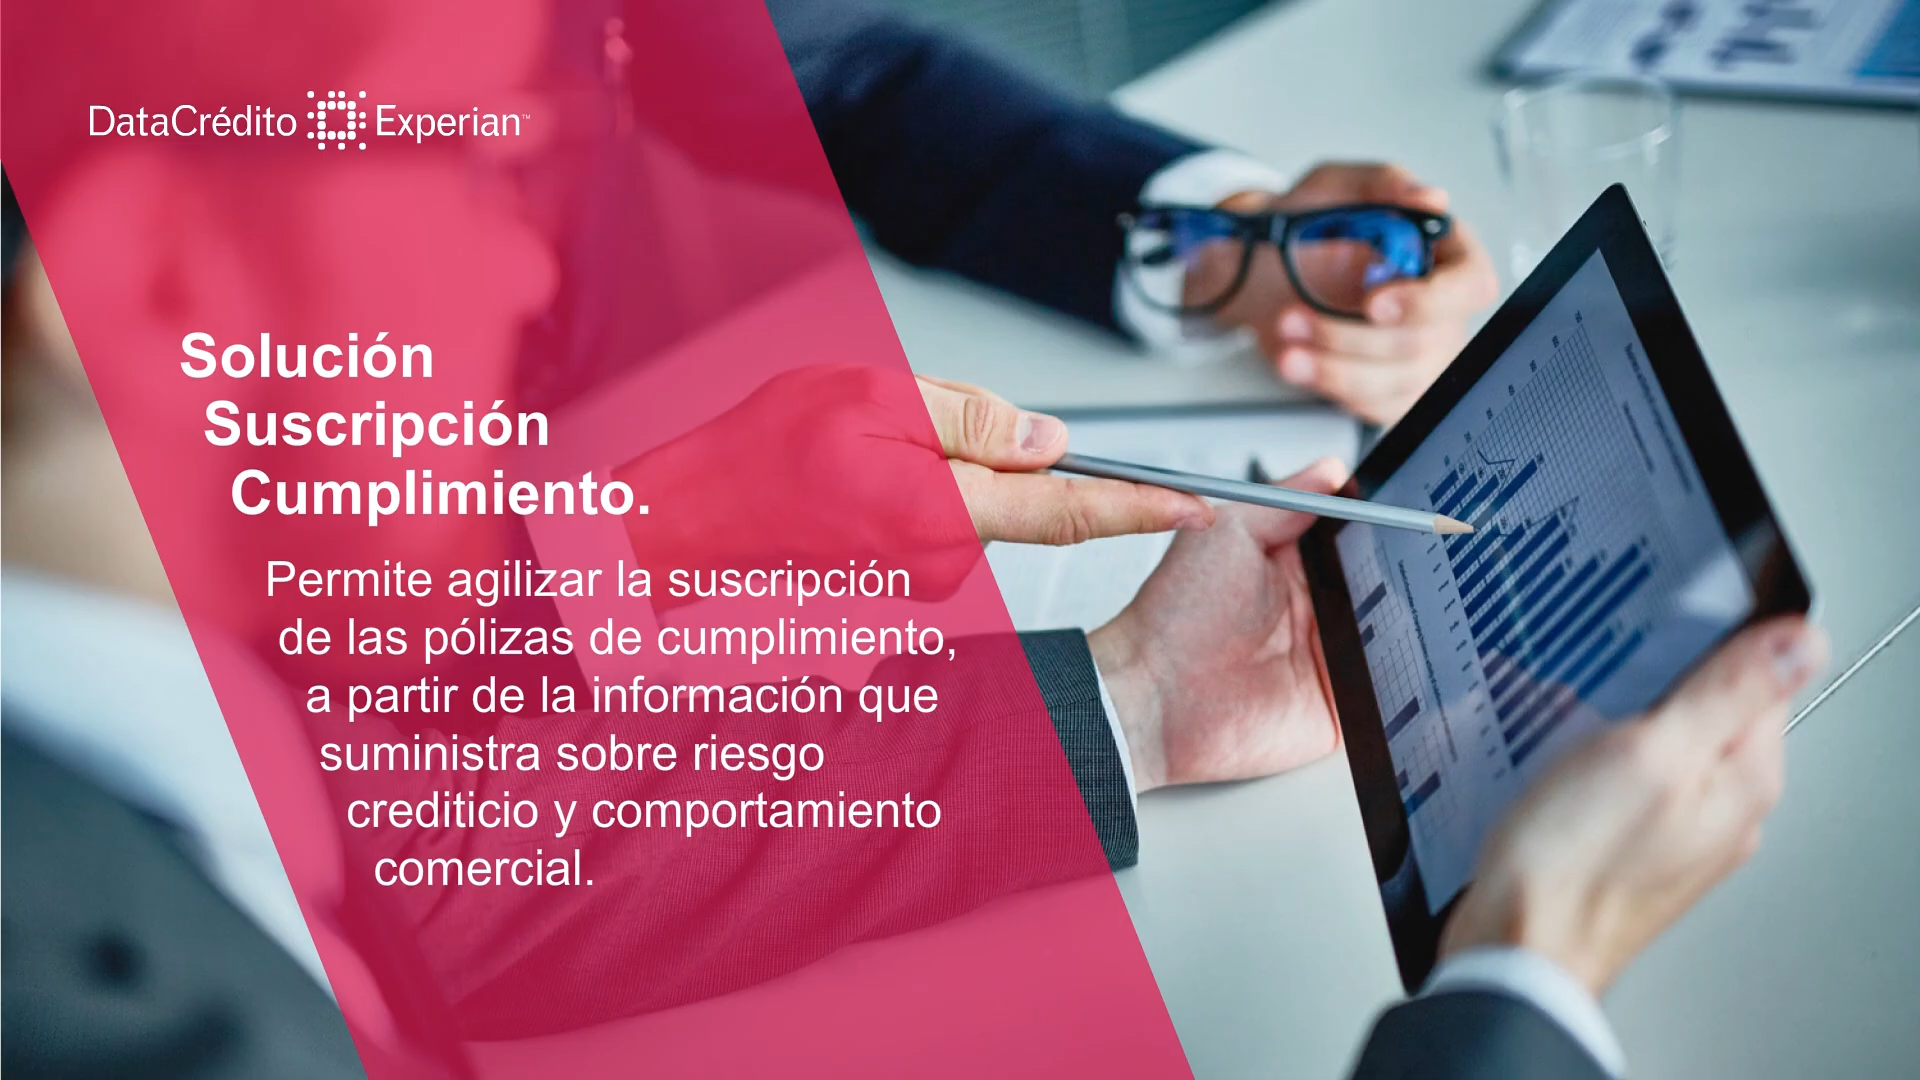 DataCrédito Experian™
Solución
Suscripción
Cumplimiento.
Permite agilizar la suscripción
de las pólizas de cumplimiento,
a partir de la información que
suministra sobre riesgo
crediticio y comportamiento
comercial.